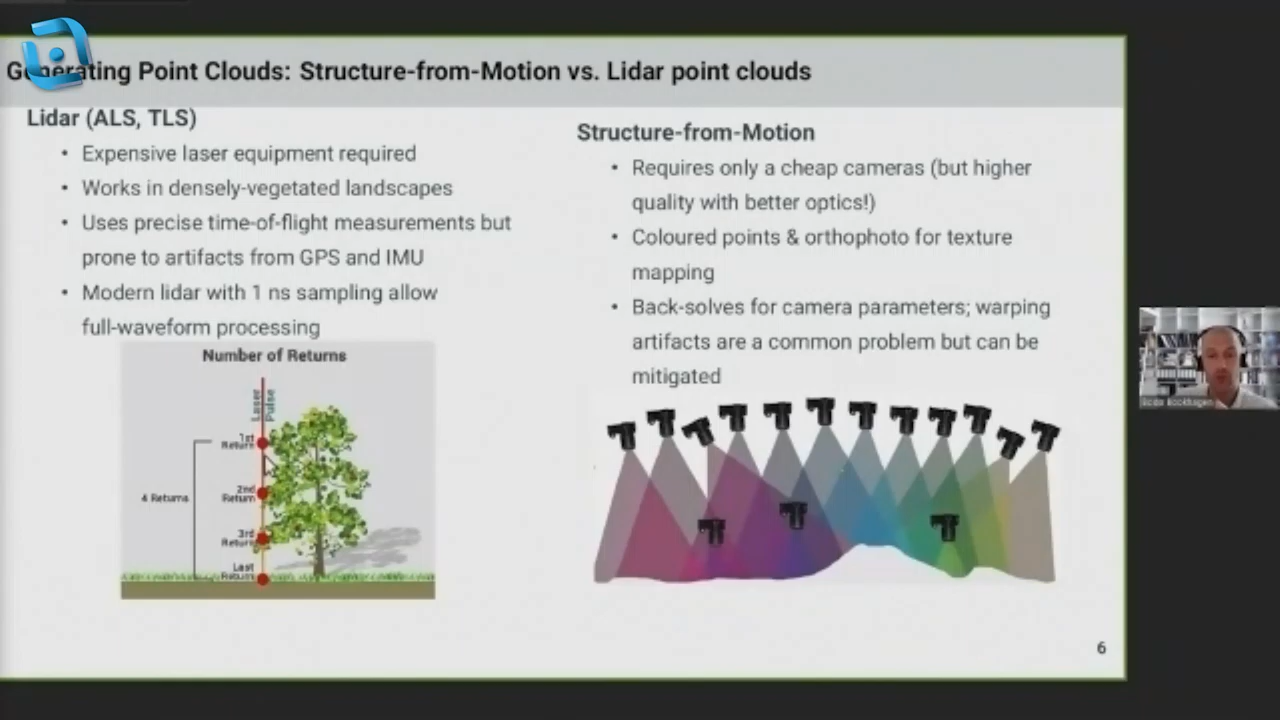 Generating Point Clouds: Structure-from-Motion vs. Lidar point clouds
Lidar (ALS, TLS)
• Expensive laser equipment required
• Works in densely-vegetated landscapes
• Uses precise time-of-flight measurements but
prone to artifacts from GPS and IMU
• Modern lidar with 1 ns sampling allow
full-waveform processing
Number of Returns
Laser
Pulse
1st
Return
2nd
Return
4 Returns
3rd
Return
Last
Return
Structure-from-Motion
• Requires only a cheap cameras (but higher
quality with better optics!)
• Coloured points & orthophoto for texture
mapping
• Back-solves for camera parameters; warping
artifacts are a common problem but can be
mitigated
6
Bodo Bookhagen